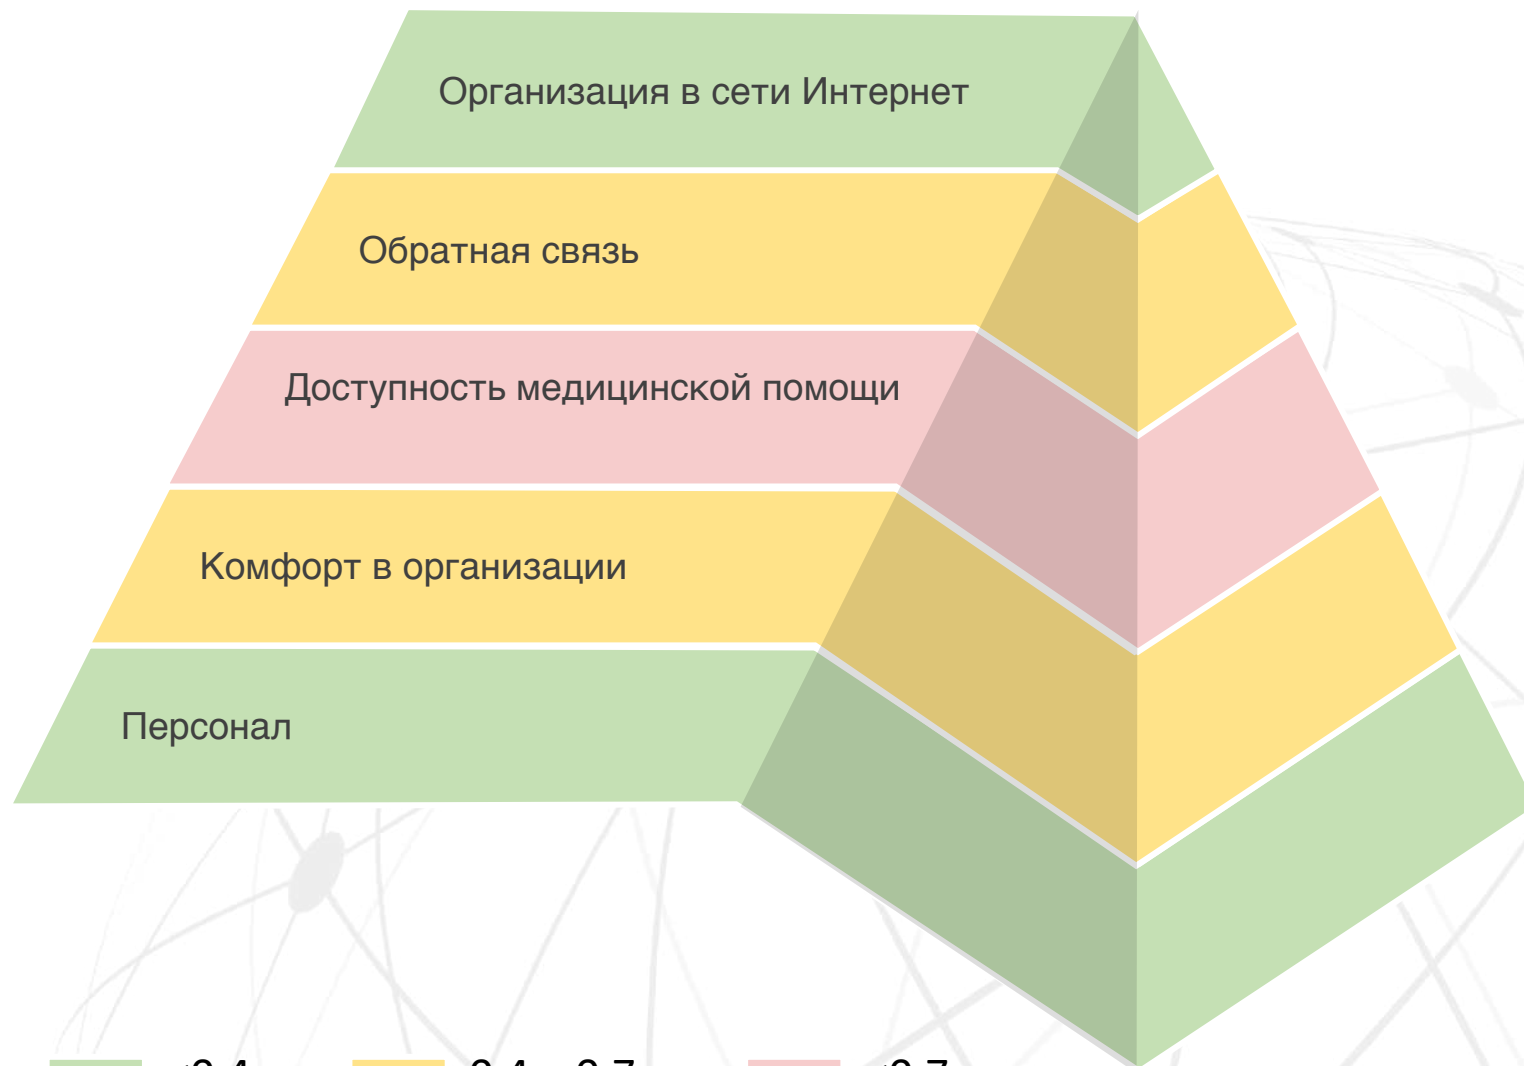 Организация в сети Интернет
Обратная связь
Доступность медицинской помощи
Комфорт в организации
Персонал